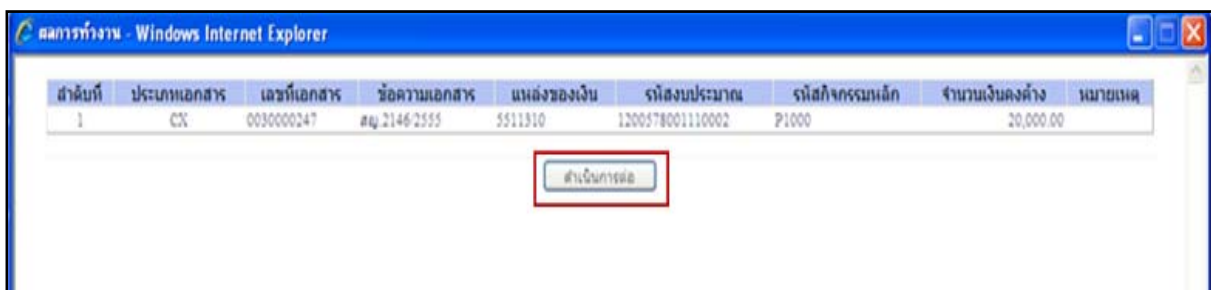 ผลการทำงาน - Windows Internet Explorer
ลำดับที่ ประเภทเอกสาร เลขที่เอกสาร ข้อความเอกสาร แหล่งของเงิน รหัสงบประมาณ รหัสกิจกรรมหลัก จำนวนเงินคงค้าง หมายเหตุ
1 CX 0030000247 สญ.2146/2555 5511310 1200578001110002 P1000 20,000.00
ดำเนินการต่อ